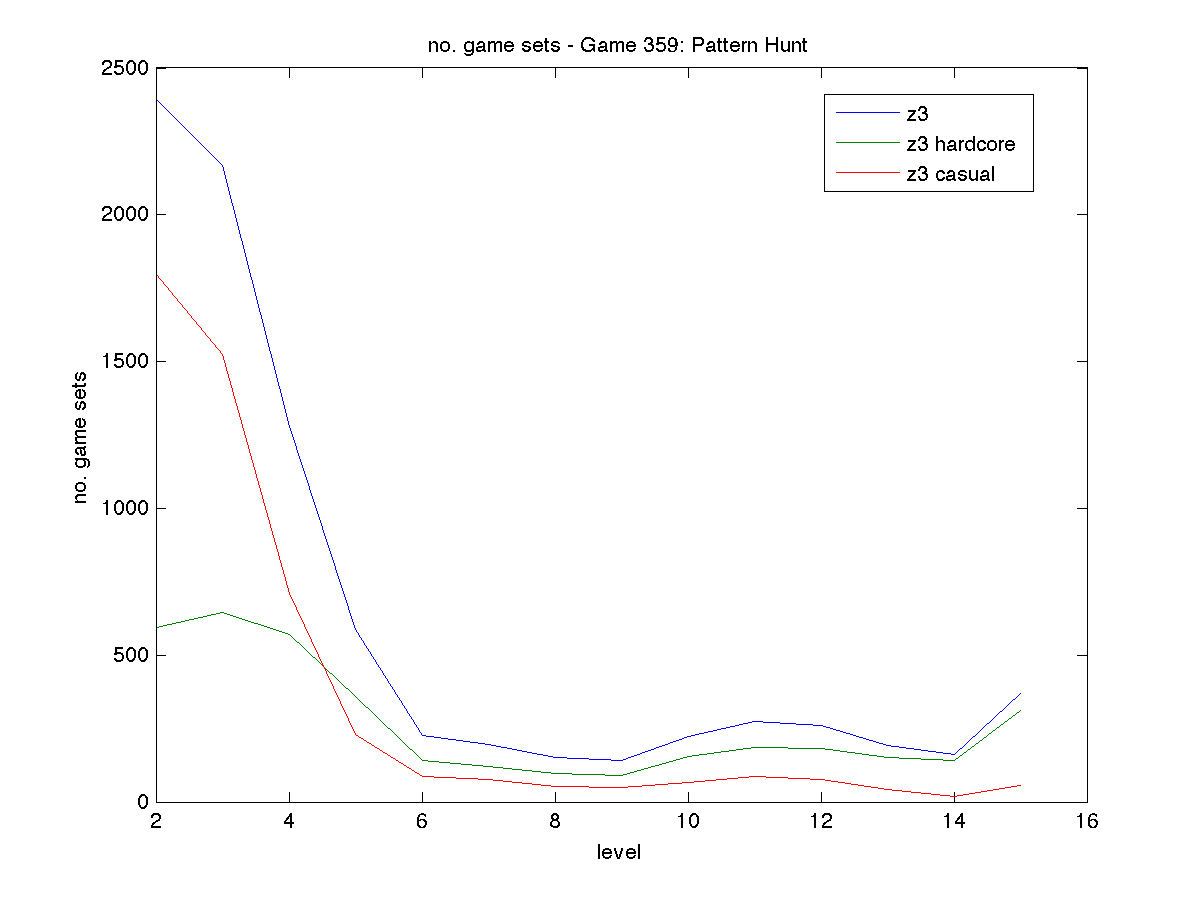 no. game sets - Game 359: Pattern Hunt
2500
2000
1500
1000
500
0
no. game sets
z3
z3 hardcore
z3 casual
2 4 6 8 10 12 14 16
level